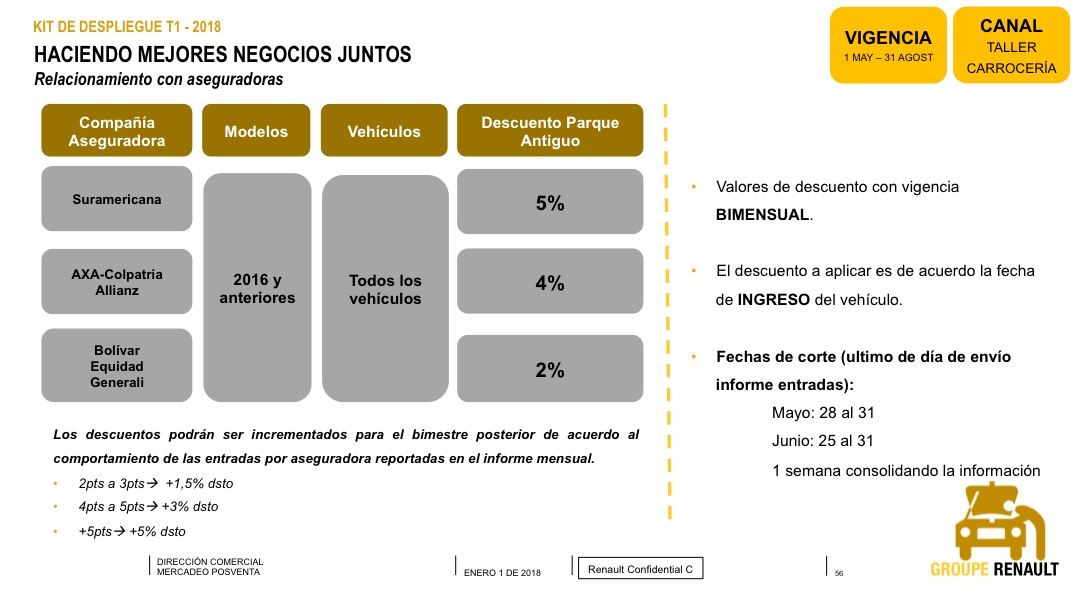 KIT DE DESPLIEGUE T1 - 2018
HACIENDO MEJORES NEGOCIOS JUNTOS
Relacionamiento con aseguradoras
VIGENCIA
1 MAY – 31 AGOST
CANAL
TALLER
CARROCERÍA
Compañía
Aseguradora
Modelos
Vehículos
Descuento Parque
Antiguo
Suramericana
5%
AXA-Colpatria
Allianz
2016 y
anteriores
Todos los
vehículos
4%
Bolívar
Equidad
Generali
2%
Los descuentos podrán ser incrementados para el bimestre posterior de acuerdo al
comportamiento de las entradas por aseguradora reportadas en el informe mensual.
• 2pts a 3pts→ +1,5% dsto
• 4pts a 5pts→ +3% dsto
• +5pts→ +5% dsto
• Valores de descuento con vigencia
BIMENSUAL.
• El descuento a aplicar es de acuerdo la fecha
de INGRESO del vehículo.
• Fechas de corte (ultimo de día de envío
informe entradas):
Mayo: 28 al 31
Junio: 25 al 31
1 semana consolidando la información
DIRECCIÓN COMERCIAL
MERCADEO POSVENTA
ENERO 1 DE 2018
Renault Confidential C
56
GROUPE RENAULT